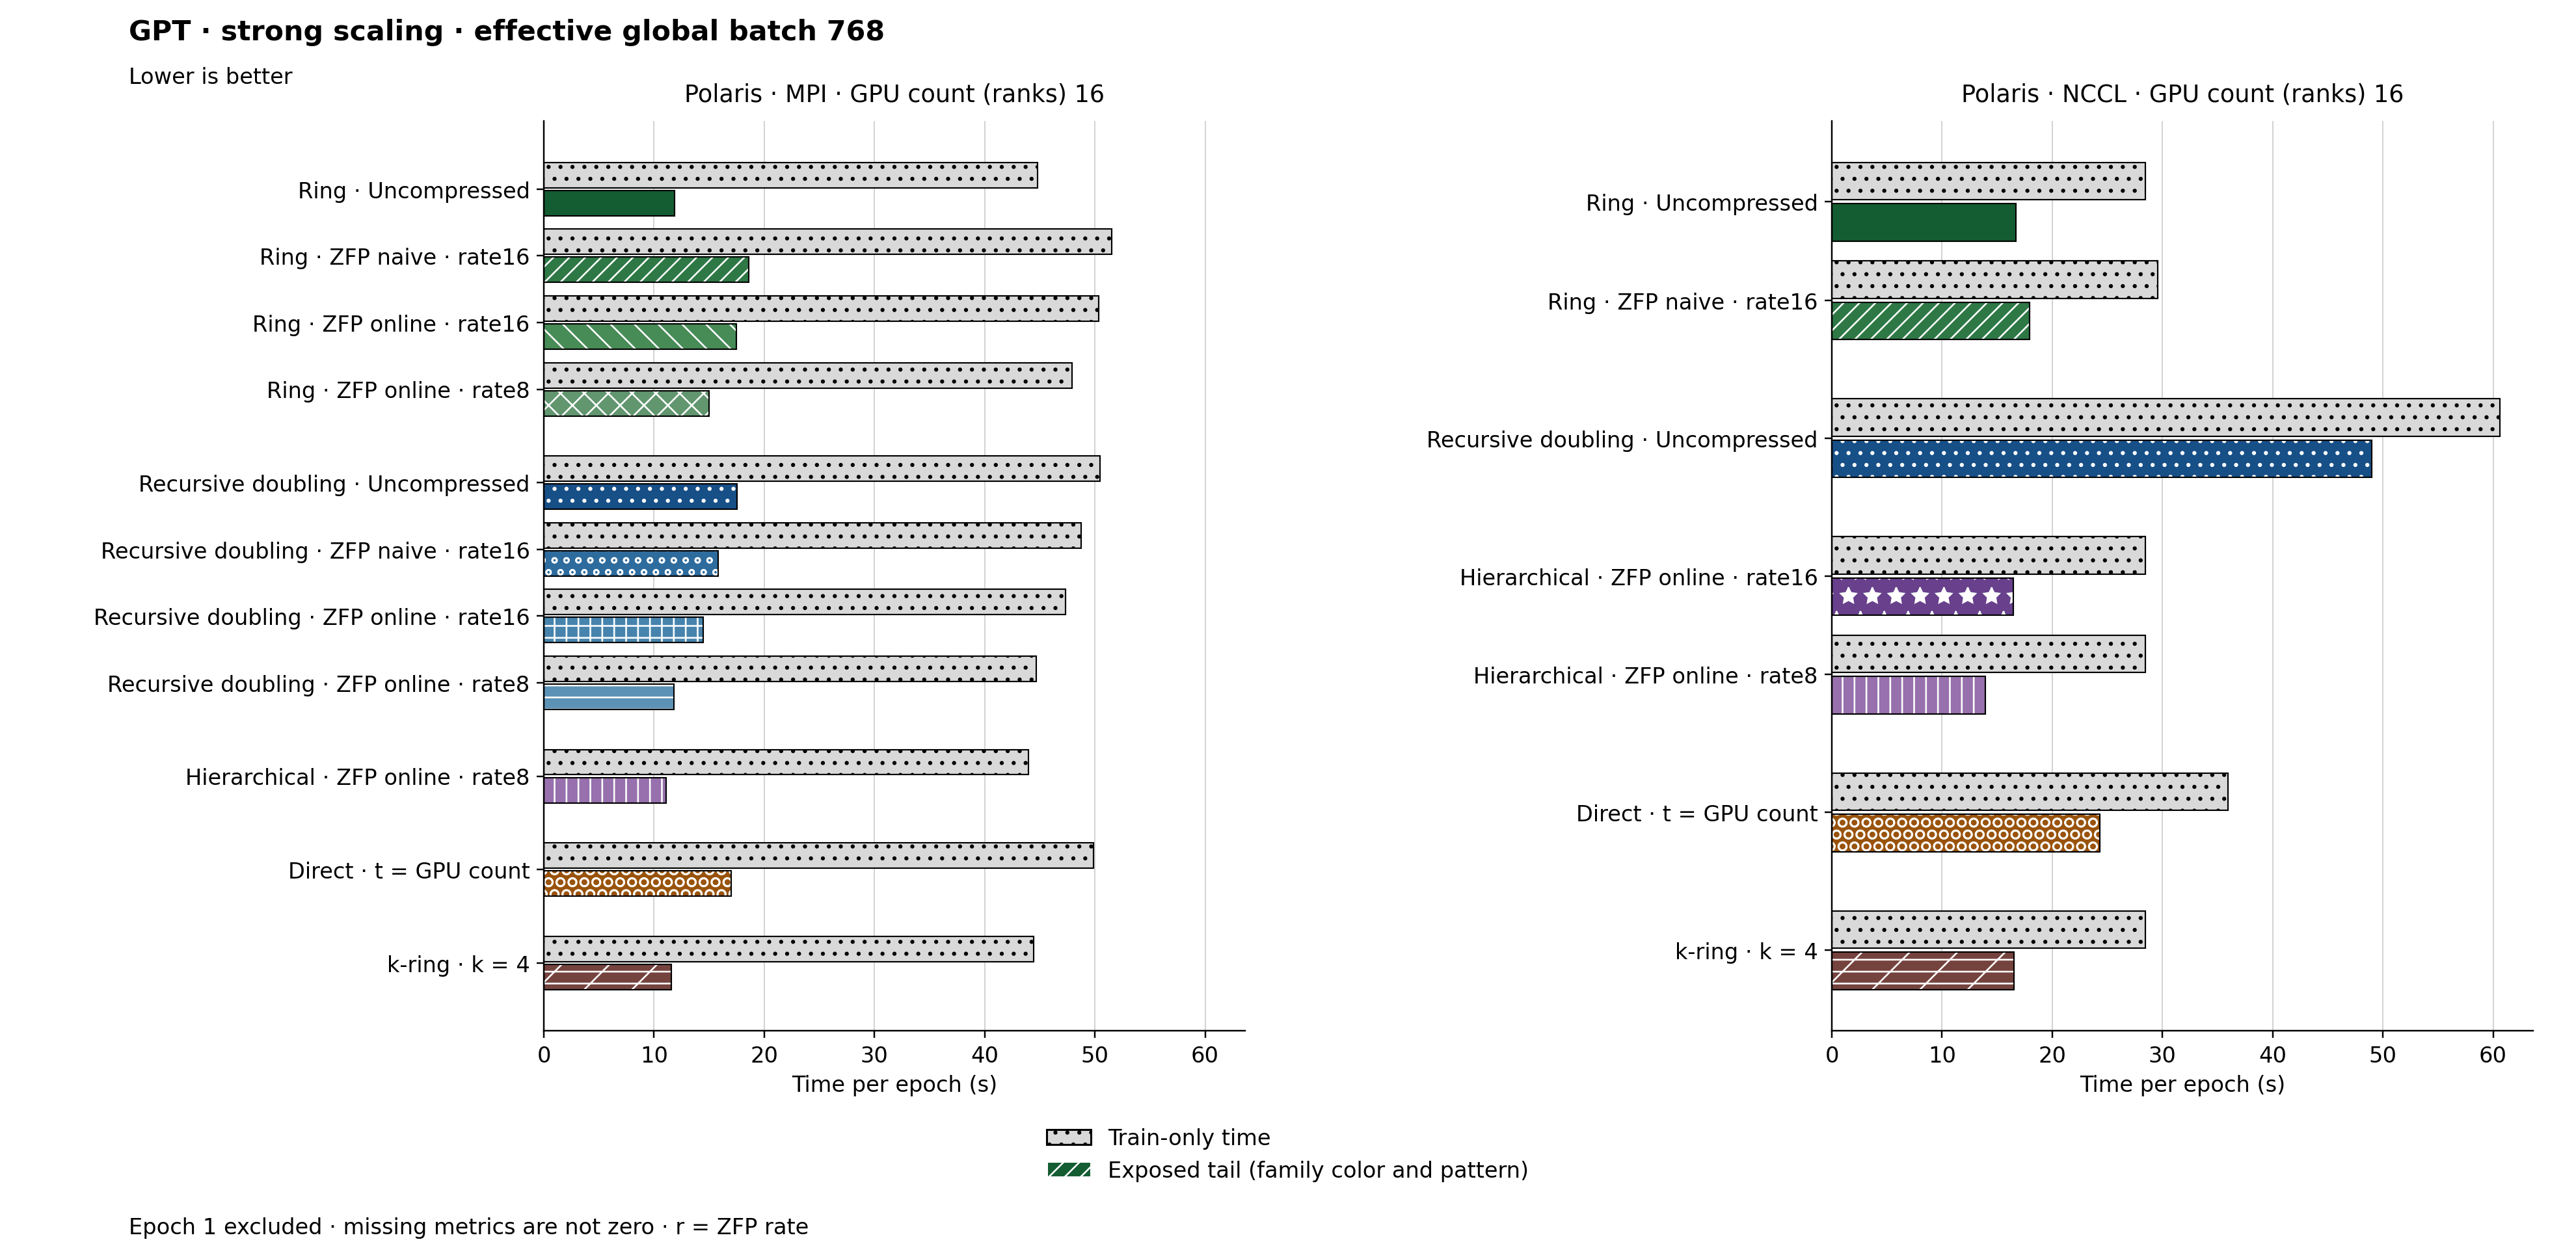 GPT · strong scaling · effective global batch 768
Lower is better
Polaris · MPI · GPU count (ranks) 16
Ring · Uncompressed
Ring · ZFP naive · rate16
Ring · ZFP online · rate16
Ring · ZFP online · rate8
Recursive doubling · Uncompressed
Recursive doubling · ZFP naive · rate16
Recursive doubling · ZFP online · rate16
Recursive doubling · ZFP online · rate8
Hierarchical · ZFP online · rate8
Direct · t = GPU count
k-ring · k = 4
0 10 20 30 40 50 60
Time per epoch (s)
Polaris · NCCL · GPU count (ranks) 16
Ring · Uncompressed
Ring · ZFP naive · rate16
Recursive doubling · Uncompressed
Hierarchical · ZFP online · rate16
Hierarchical · ZFP online · rate8
Direct · t = GPU count
k-ring · k = 4
0 10 20 30 40 50 60
Time per epoch (s)
Train-only time
Exposed tail (family color and pattern)
Epoch 1 excluded · missing metrics are not zero · r = ZFP rate